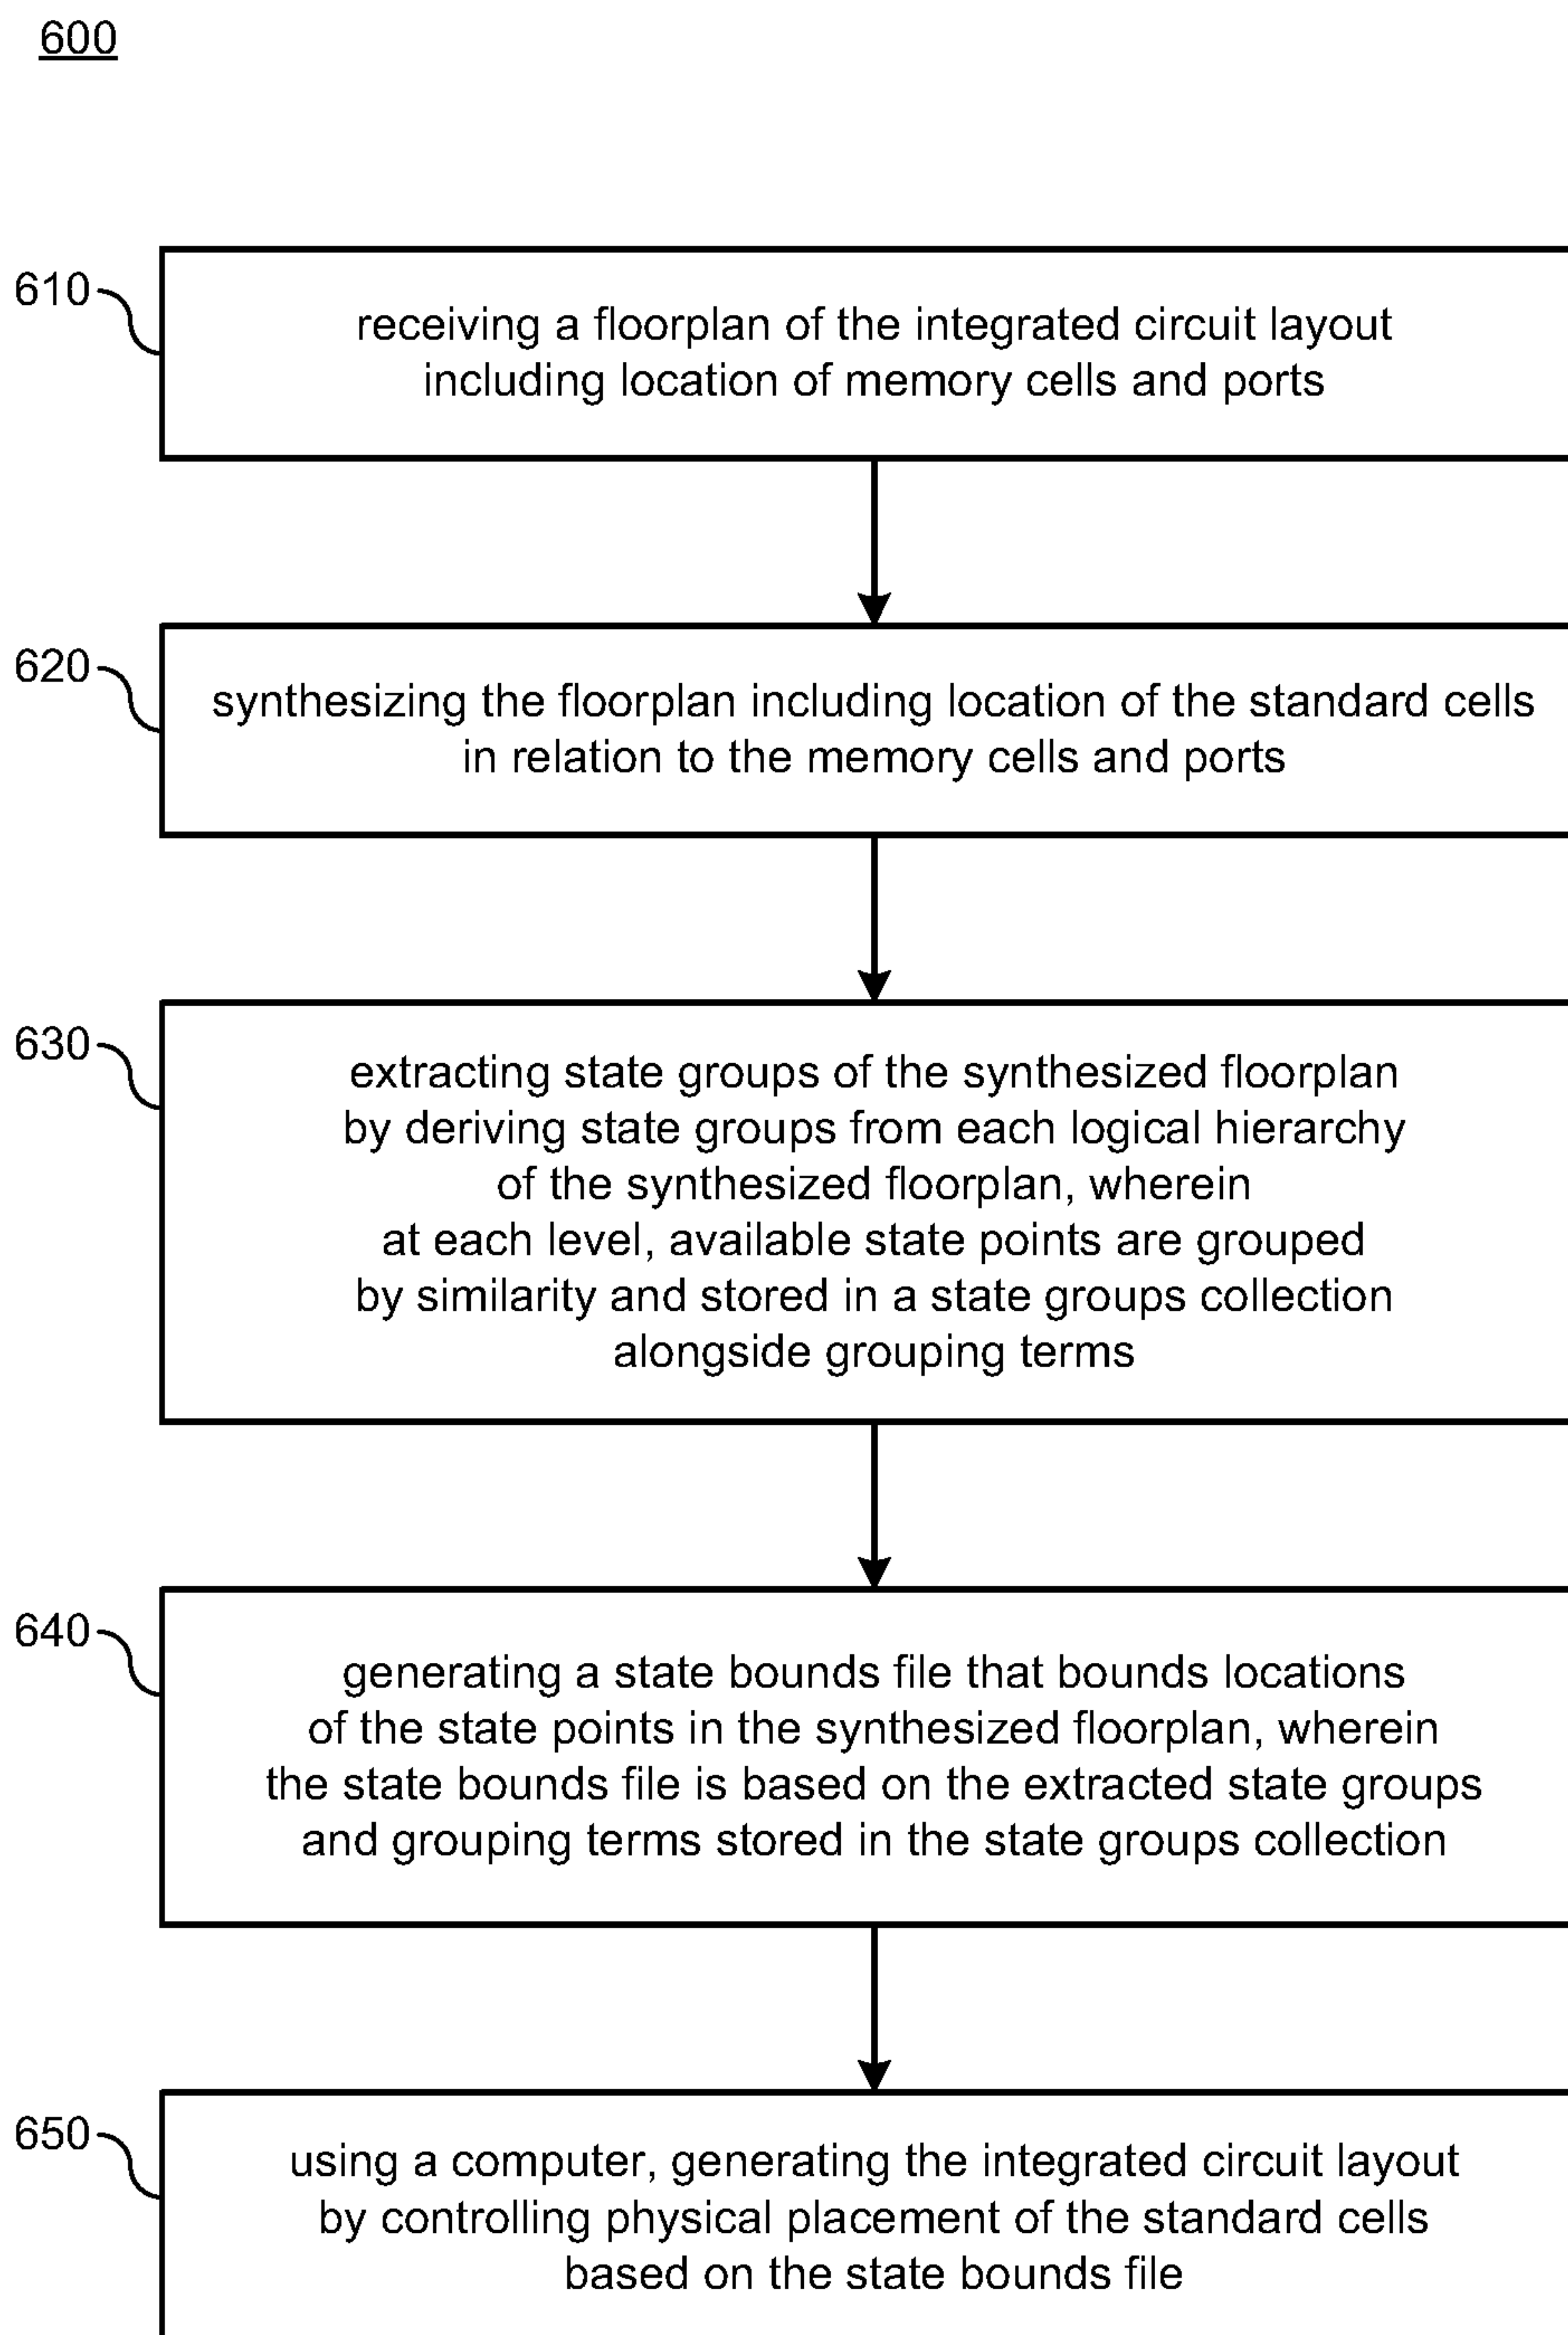 600
610
receiving a floorplan of the integrated circuit layout
including location of memory cells and ports
620
synthesizing the floorplan including location of the standard cells
in relation to the memory cells and ports
630
extracting state groups of the synthesized floorplan
by deriving state groups from each logical hierarchy
of the synthesized floorplan, wherein
at each level, available state points are grouped
by similarity and stored in a state groups collection
alongside grouping terms
640
generating a state bounds file that bounds locations
of the state points in the synthesized floorplan, wherein
the state bounds file is based on the extracted state groups
and grouping terms stored in the state groups collection
650
using a computer, generating the integrated circuit layout
by controlling physical placement of the standard cells
based on the state bounds file